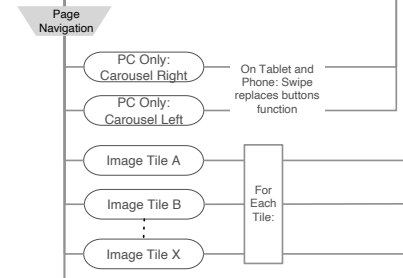 Page
Navigation
PC Only:
Carousel Right
On Tablet and
Phone: Swipe
replaces buttons
function
PC Only:
Carousel Left
Image Tile A
Image Tile B
Image Tile X
For
Each
Tile: